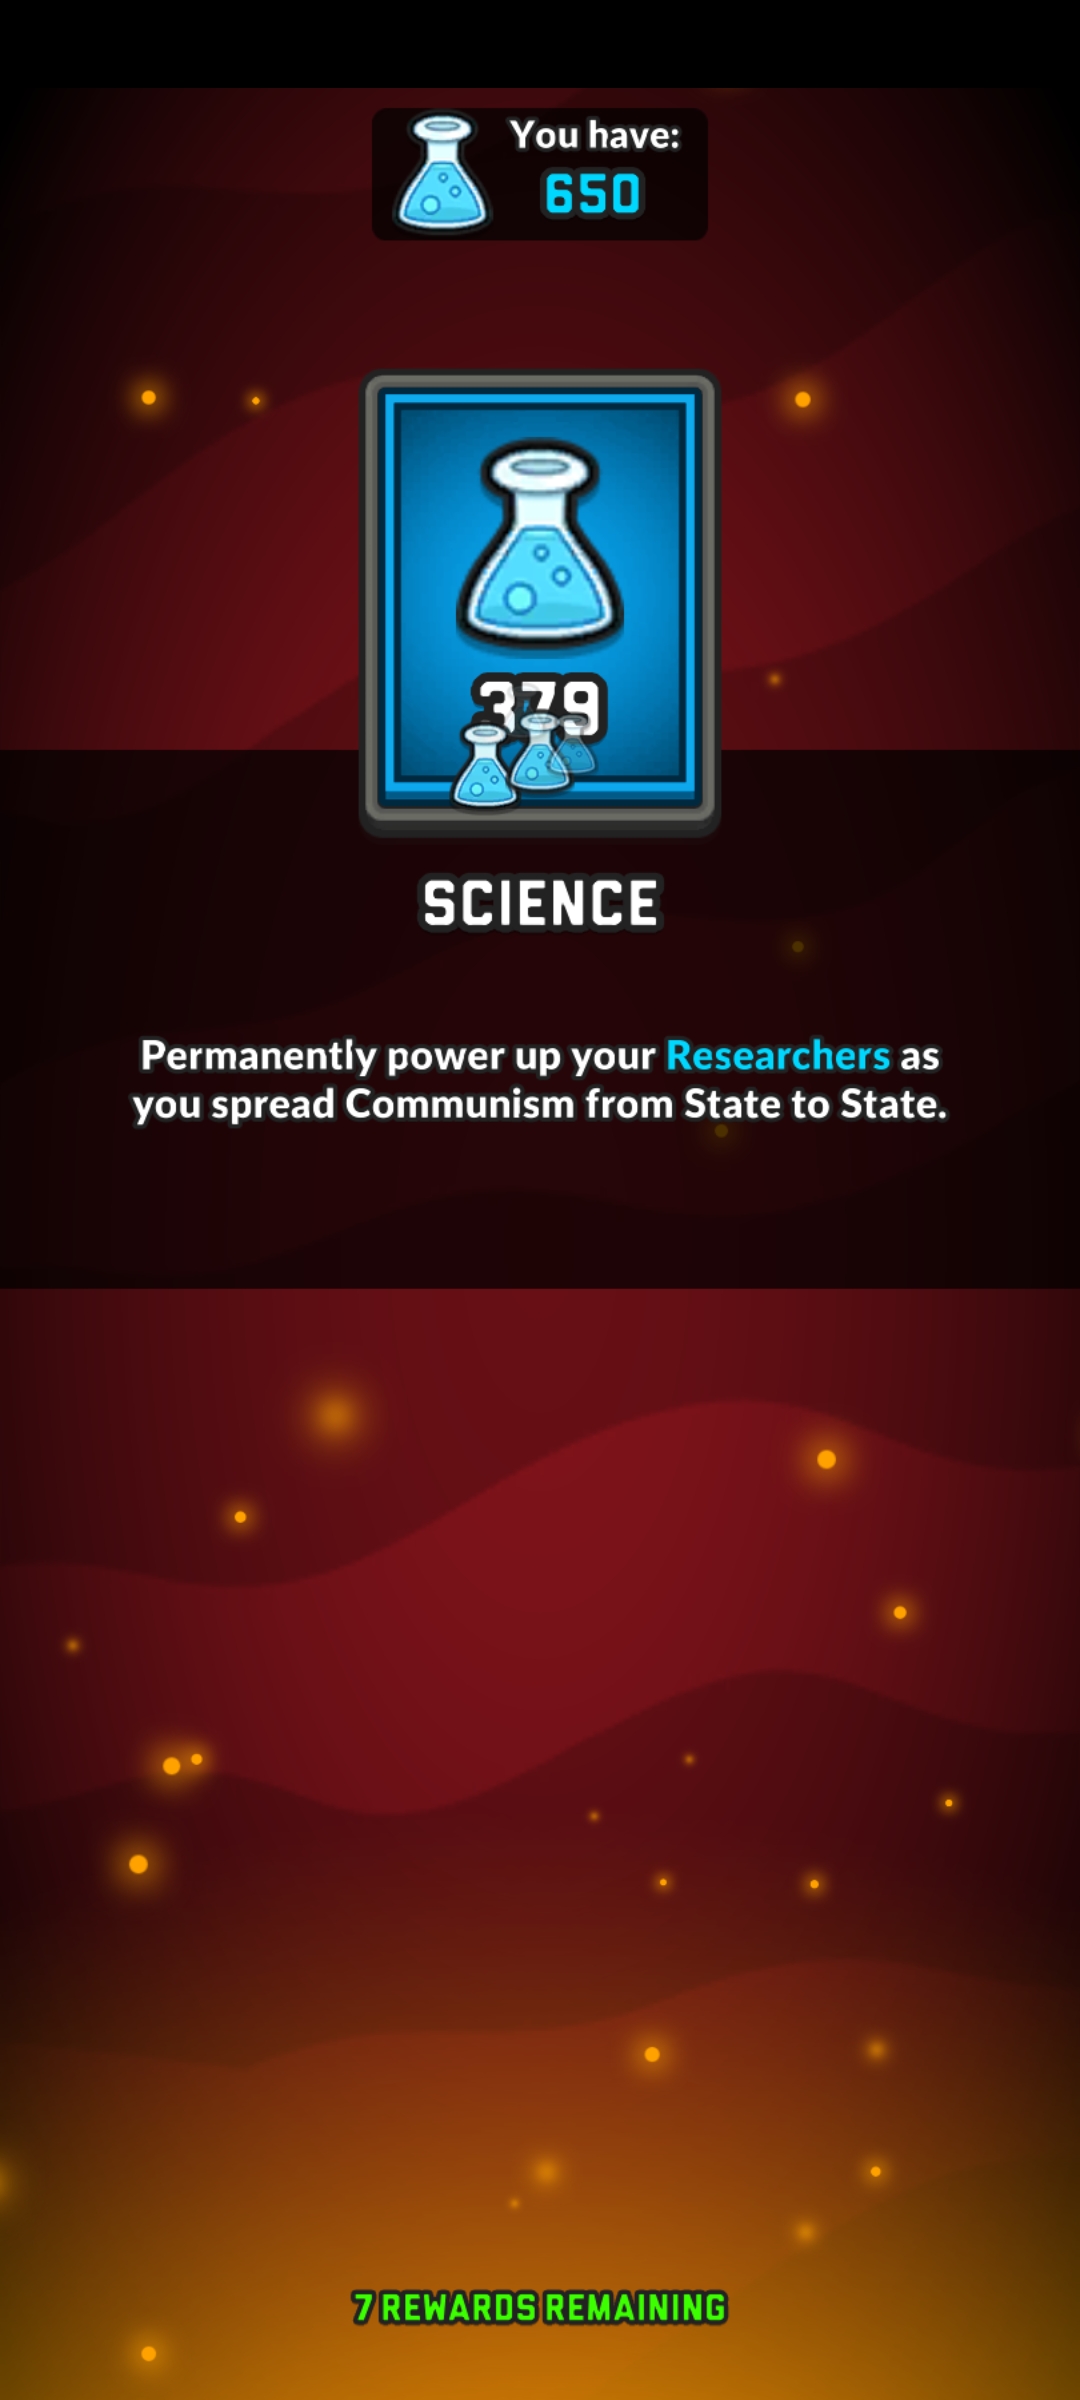 You have:
650
379
SCIENCE
Permanently power up your Researchers as
you spread Communism from State to State.
7 REWARDS REMAINING